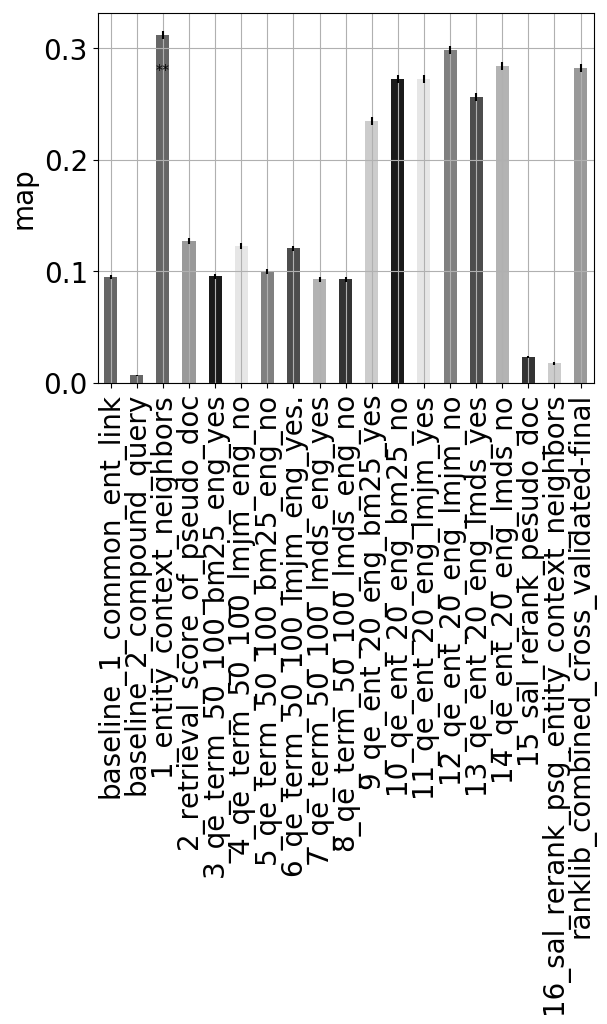 map
0.3
0.2
0.1
0.0
**
baseline_1_common_ent_link
baseline_2_compound_query
1_entity_context_neighbors
2_retrieval_score_of_pseudo_doc
3_qe_term_50_100_bm25_eng_yes
4_qe_term_50_100_lmjm_eng_no
5_qe_term_50_100_bm25_eng_no
6_qe_term_50_100_lmjm_eng_yes.
7_qe_term_50_100_lmds_eng_yes
8_qe_term_50_100_lmds_eng_no
9_qe_ent_20_eng_bm25_yes
10_qe_ent_20_eng_bm25_no
11_qe_ent_20_eng_lmjm_yes
12_qe_ent_20_eng_lmjm_no
13_qe_ent_20_eng_lmds_yes
14_qe_ent_20_eng_lmds_no
15_sal_rerank_pesudo_doc
16_sal_rerank_psg_entity_context_neighbors
ranklib_combined_cross_validated-final